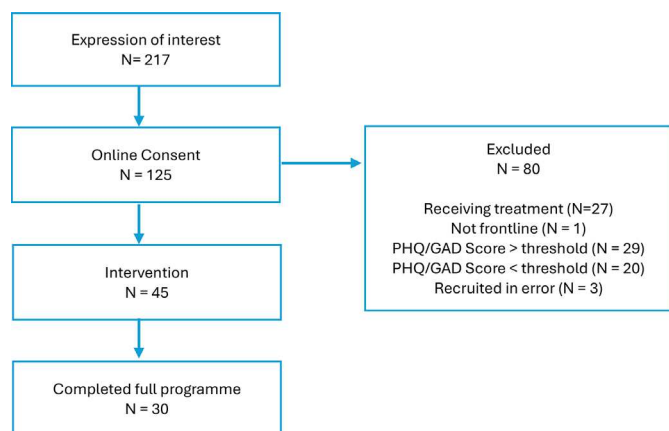 Expression of interest
N= 217
Online Consent
N = 125
Excluded
N = 80
Receiving treatment (N=27)
Not frontline (N = 1)
PHQ/GAD Score > threshold (N = 29)
PHQ/GAD Score < threshold (N = 20)
Recruited in error (N = 3)
Intervention
N = 45
Completed full programme
N = 30